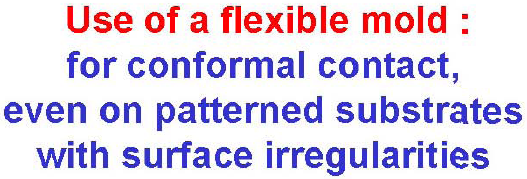 Use of a flexible mold :
for conformal contact,
even on patterned substrates
with surface irregularities